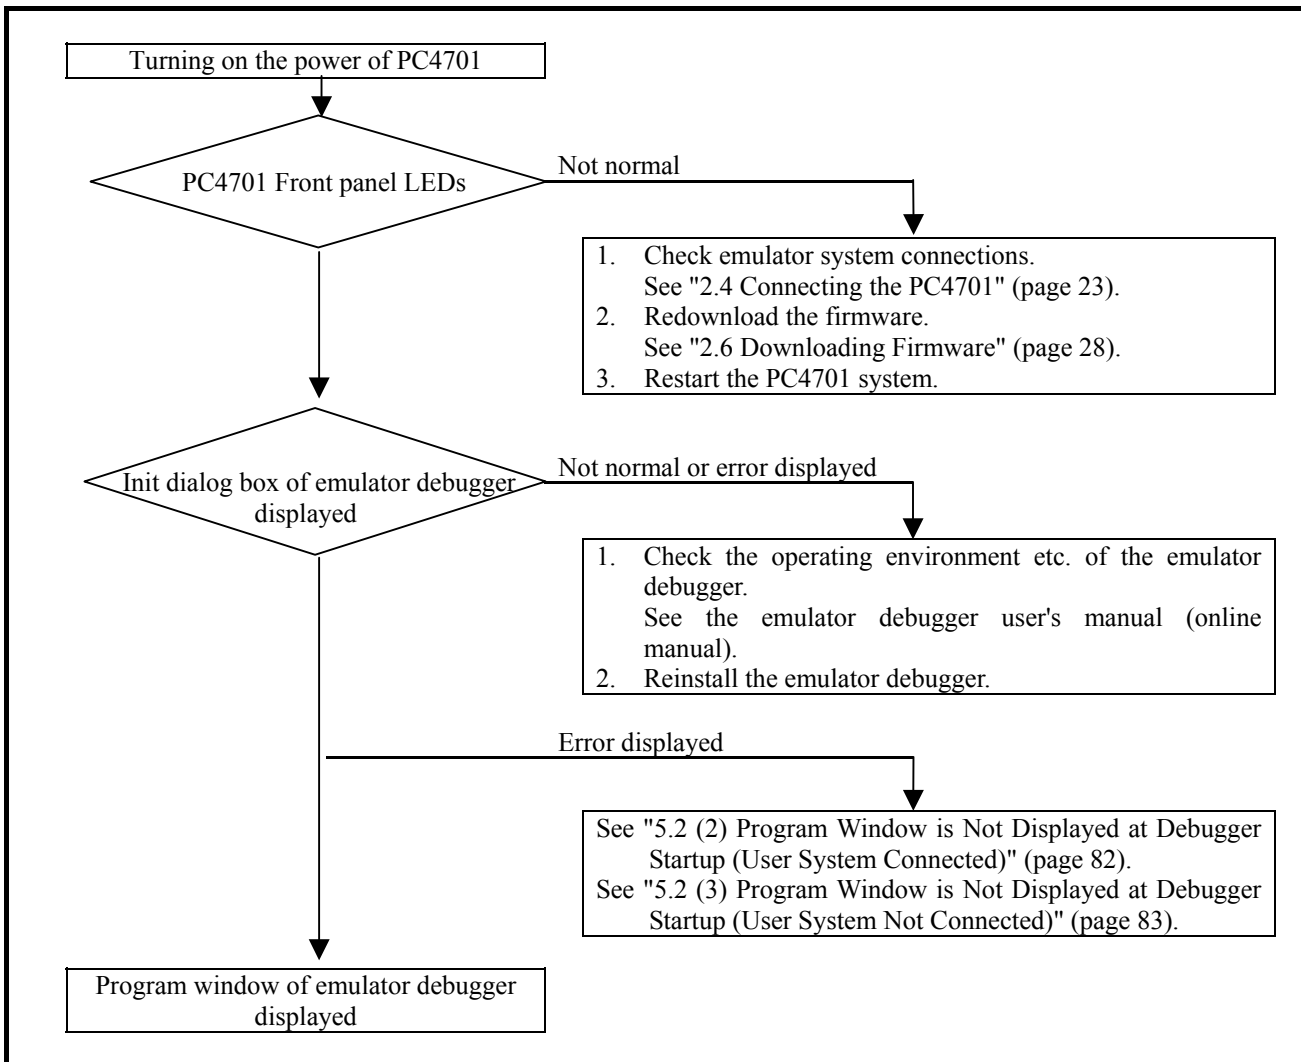 Turning on the power of PC4701
PC4701 Front panel LEDs
Not normal
1. Check emulator system connections.
See "2.4 Connecting the PC4701" (page 23).
2. Redownload the firmware.
See "2.6 Downloading Firmware" (page 28).
3. Restart the PC4701 system.
Init dialog box of emulator debugger
displayed
Not normal or error displayed
1. Check the operating environment etc. of the emulator
debugger.
See the emulator debugger user's manual (online
manual).
2. Reinstall the emulator debugger.
Error displayed
See "5.2 (2) Program Window is Not Displayed at Debugger
Startup (User System Connected)" (page 82).
See "5.2 (3) Program Window is Not Displayed at Debugger
Startup (User System Not Connected)" (page 83).
Program window of emulator debugger
displayed